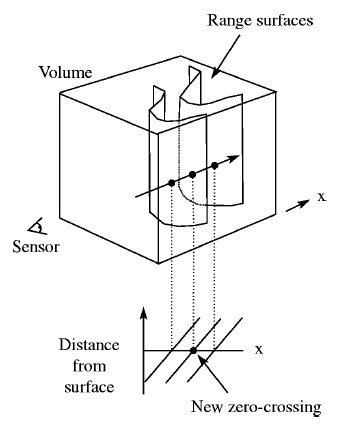 Range surfaces
Volume
x
Sensor
Distance
from
surface
x
New zero-crossing